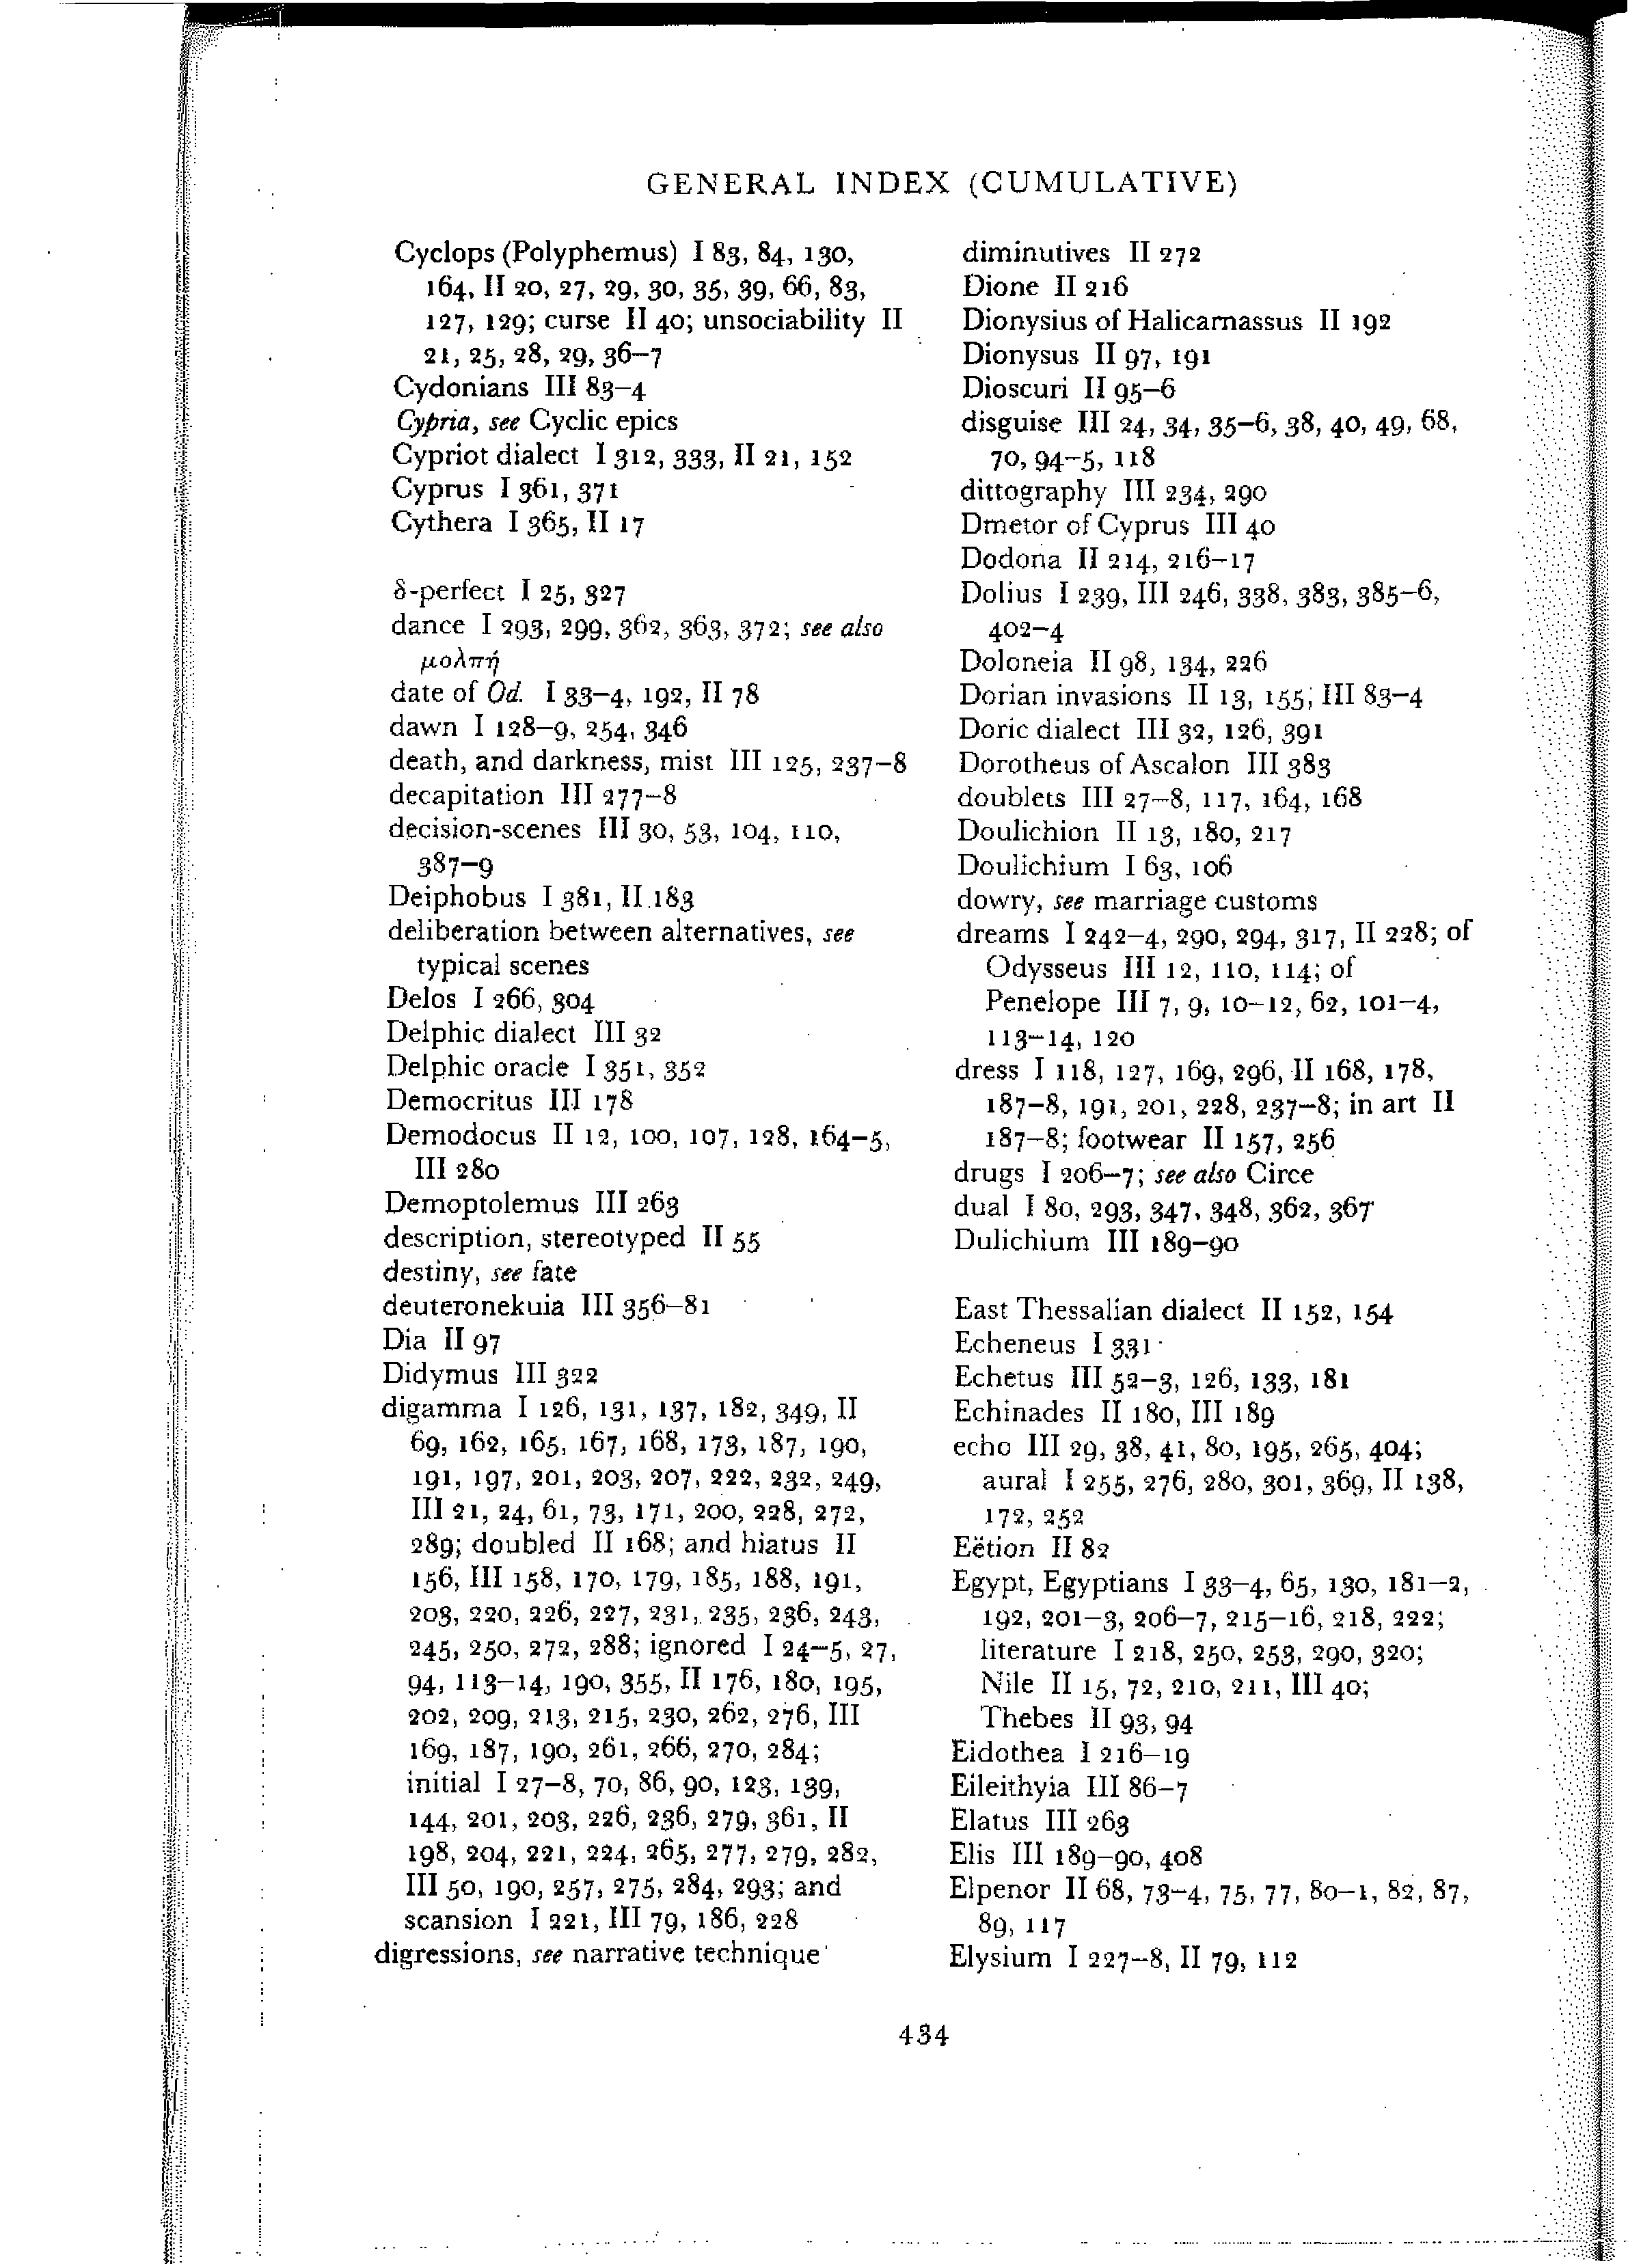 GENERAL INDEX (CUMULATIVE)
Cyclops (Polyphemus) I 83, 84, 130,
164, II 20, 27, 29, 30, 35, 39, 66, 83,
127, 129; curse II 40; unsociability II
21, 25, 28, 29, 36–7
Cydonians III 83–4
Cypria, see Cyclic epics
Cypriot dialect I 312, 333, II 21, 152
Cyprus I 361, 371
Cythera I 365, II 17
δ-perfect I 25, 327
dance I 293, 299, 362, 363, 372; see also
μολπή
date of Od. I 33–4, 192, II 78
dawn I 128–9, 254, 346
death, and darkness, mist III 125, 237–8
decapitation III 277–8
decision-scenes III 30, 53, 104, 110,
387–9
Deiphobus I 381, II 183
deliberation between alternatives, see
typical scenes
Delos I 266, 304
Delphic dialect III 32
Delphic oracle I 351, 352
Democritus III 178
Demodocus II 12, 100, 107, 128, 164–5,
III 280
Demoptolemus III 263
description, stereotyped II 55
destiny, see fate
deuteronekuia III 356–81
Dia II 97
Didymus III 322
digamma I 126, 131, 137, 182, 349, II
69, 162, 165, 167, 168, 173, 187, 190,
191, 197, 201, 203, 207, 222, 232, 249,
III 21, 24, 61, 73, 171, 200, 228, 272,
289; doubled II 168; and hiatus II
156, III 158, 170, 179, 185, 188, 191,
203, 220, 226, 227, 231, 235, 236, 243,
245, 250, 272, 288; ignored I 24–5, 27,
94, 113–14, 190, 355, II 176, 180, 195,
202, 209, 213, 215, 230, 262, 276, III
169, 187, 190, 261, 266, 270, 284;
initial I 27–8, 70, 86, 90, 123, 139,
144, 201, 203, 226, 236, 279, 361, II
198, 204, 221, 224, 265, 277, 279, 282,
III 50, 190, 257, 275, 284, 293; and
scansion I 221, III 79, 186, 228
digressions, see narrative technique
diminutives II 272
Dione II 216
Dionysius of Halicarnassus II 192
Dionysus II 97, 191
Dioscuri II 95–6
disguise III 24, 34, 35–6, 38, 40, 49, 68,
70, 94–5, 118
dittography III 234, 290
Dmetor of Cyprus III 40
Dodona II 214, 216–17
Dolius I 239, III 246, 338, 383, 385–6,
402–4
Doloneia II 98, 134, 226
Dorian invasions II 13, 155, III 83–4
Doric dialect III 32, 126, 391
Dorotheus of Ascalon III 383
doublets III 27–8, 117, 164, 168
Doulichion II 13, 180, 217
Doulichium I 63, 106
dowry, see marriage customs
dreams I 242–4, 290, 294, 317, II 228; of
Odysseus III 12, 110, 114; of
Penelope III 7, 9, 10–12, 62, 101–4,
113–14, 120
dress I 118, 127, 169, 296, II 168, 178,
187–8, 191, 201, 228, 237–8; in art II
187–8; footwear II 157, 256
drugs I 206–7; see also Circe
dual I 80, 293, 347, 348, 362, 367
Dulichium III 189–90
East Thessalian dialect II 152, 154
Echeneus I 331
Echetus III 52–3, 126, 133, 181
Echinades II 180, III 189
echo III 29, 38, 41, 80, 195, 265, 404;
aural I 255, 276, 280, 301, 369, II 138,
172, 252
Eëtion II 82
Egypt, Egyptians I 33–4, 65, 130, 181–2,
192, 201–3, 206–7, 215–16, 218, 222;
literature I 218, 250, 253, 290, 320;
Nile II 15, 72, 210, 211, III 40;
Thebes II 93, 94
Eidothea I 216–19
Eileithyia III 86–7
Elatus III 263
Elis III 189–90, 408
Elpenor II 68, 73–4, 75, 77, 80–1, 82, 87,
89, 117
Elysium I 227–8, II 79, 112
434